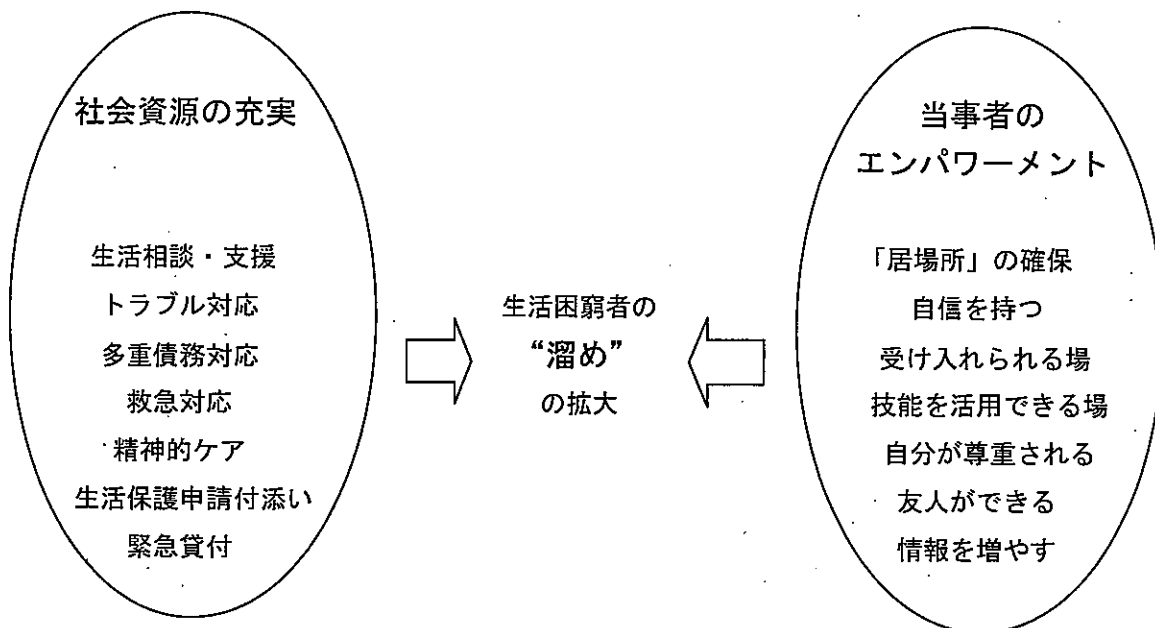 社会資源の充実
生活相談・支援
トラブル対応
多重債務対応
救急対応
精神的ケア
生活保護申請付添い
緊急貸付
生活困窮者の
“溜め”
の拡大
当事者の
エンパワーメント
「居場所」の確保
自信を持つ
受け入れられる場
技能を活用できる場
自分が尊重される
友人ができる
情報を増やす